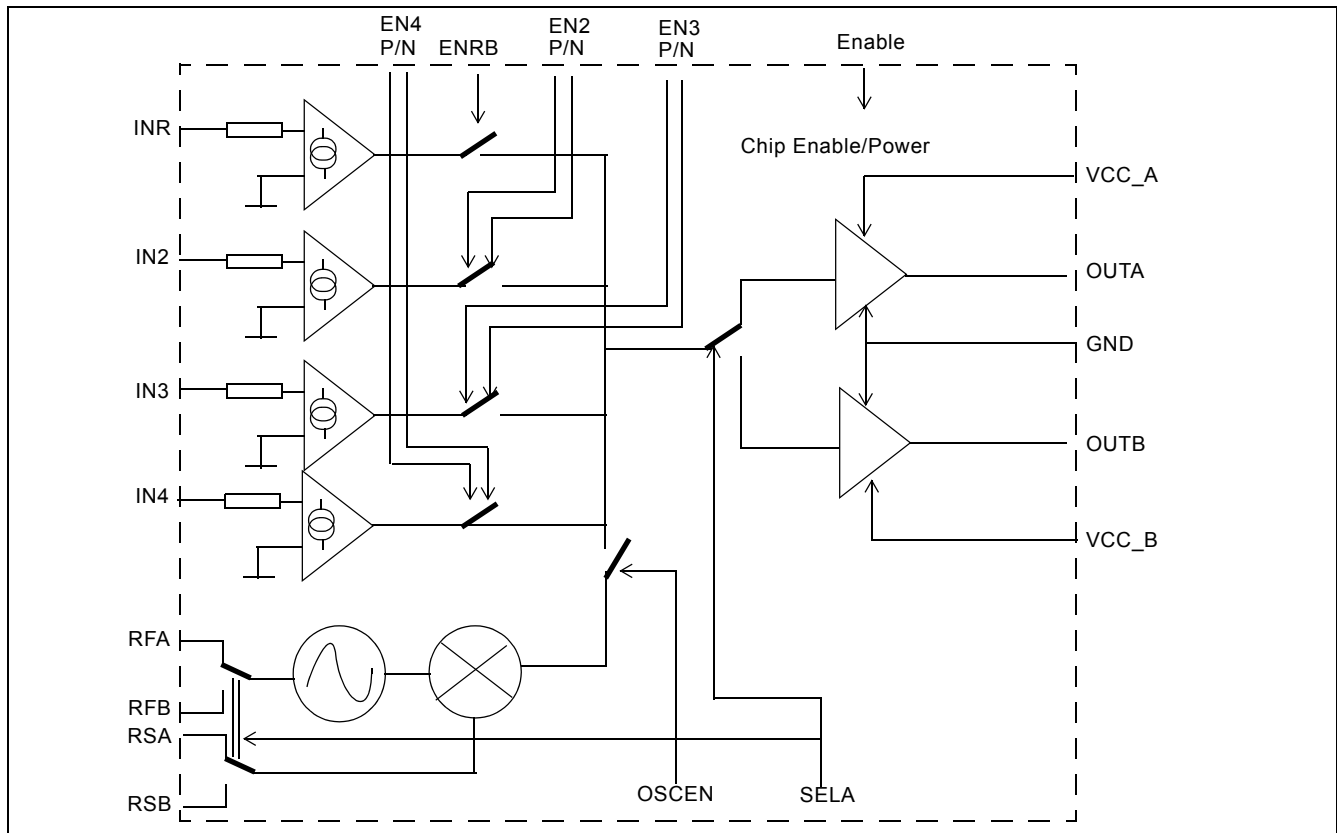 EN4
P/N
ENRB
EN2
P/N
EN3
P/N
Enable
INR
Chip Enable/Power
VCC_A
IN2
OUTA
GND
IN3
OUTB
IN4
VCC_B
RFA
RFB
RSA
RSB
OSCEN
SELA